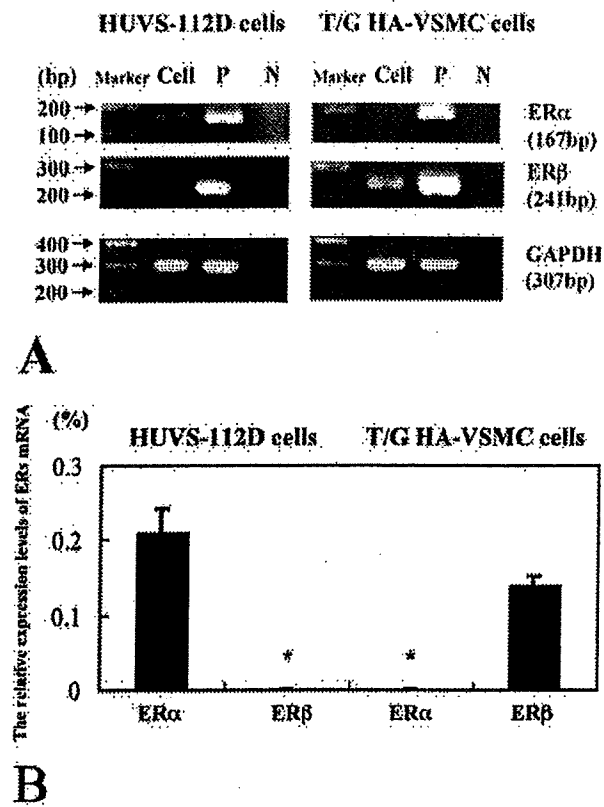 HUVS-112D cells T/G HA-VSMC cells
(bp) Marker Cell P N Marker Cell P N
200→ ERα
100→ (167bp)
300→ ERβ
200→ (241bp)
400→ GAPDH
300→ (307bp)
200→
A
The relative expression levels of ERs mRNA
(%)
HUVS-112D cells T/G HA-VSMC cells
0.3
0.2
0.1
* *
0
ERα ERβ ERα ERβ
B